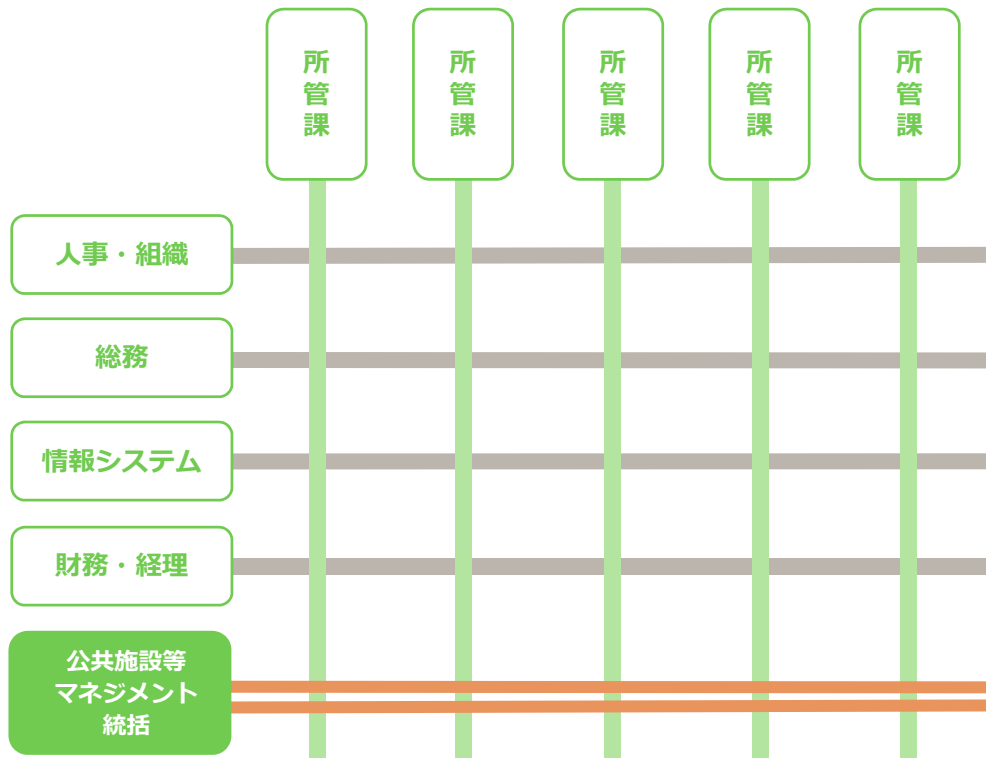 所管課
所管課
所管課
所管課
所管課
人事・組織
総務
情報システム
財務・経理
公共施設等
マネジメント
統括